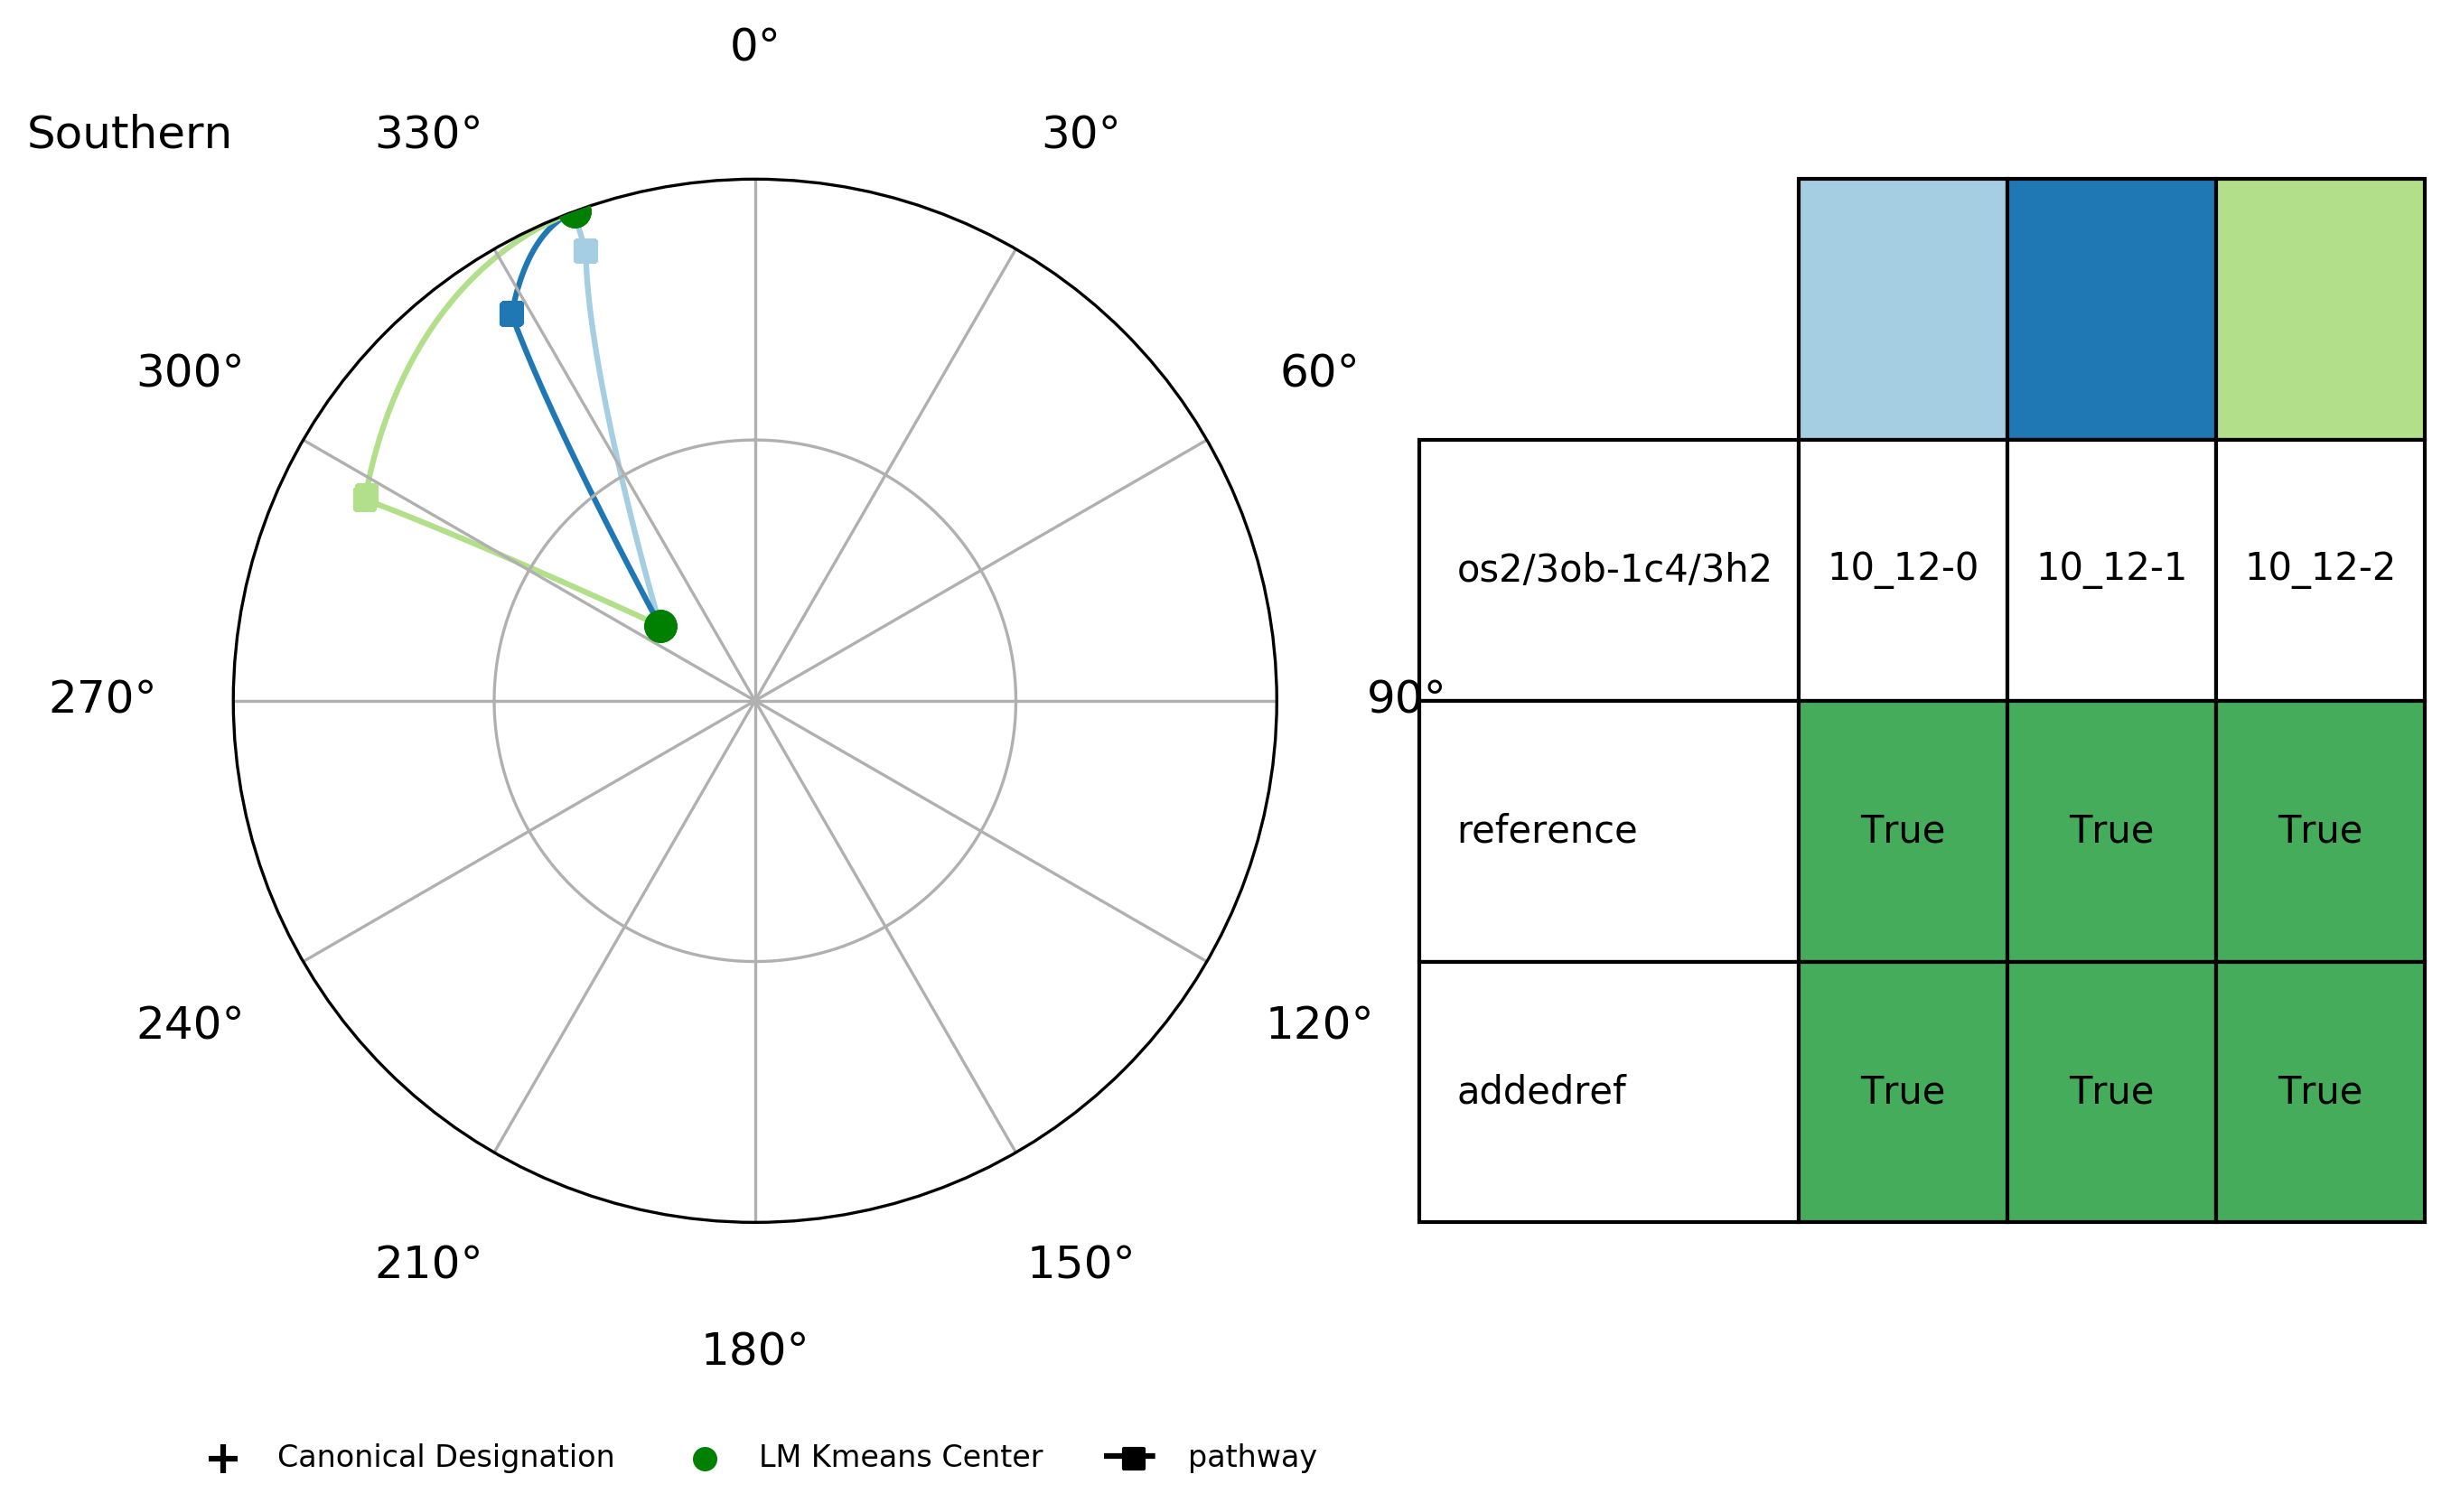 0°
Southern
330°
30°
300°
60°
270°
90°
240°
120°
210°
150°
180°
os2/3ob-1c4/3h2 10_12-0 10_12-1 10_12-2
reference True True True
addedref True True True
Canonical Designation LM Kmeans Center pathway